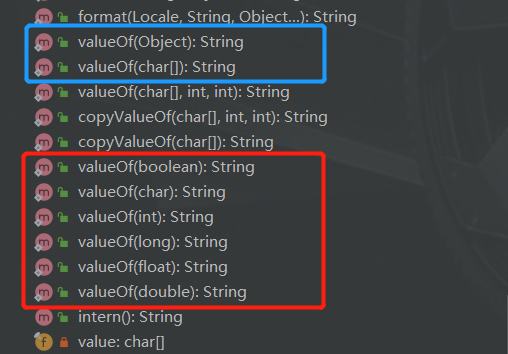 format(Locale, String, Object...): String
valueOf(Object): String
valueOf(char[]): String
valueOf(char[], int, int): String
copyValueOf(char[], int, int): String
copyValueOf(char[]): String
valueOf(boolean): String
valueOf(char): String
valueOf(int): String
valueOf(long): String
valueOf(float): String
valueOf(double): String
intern(): String
value: char[]